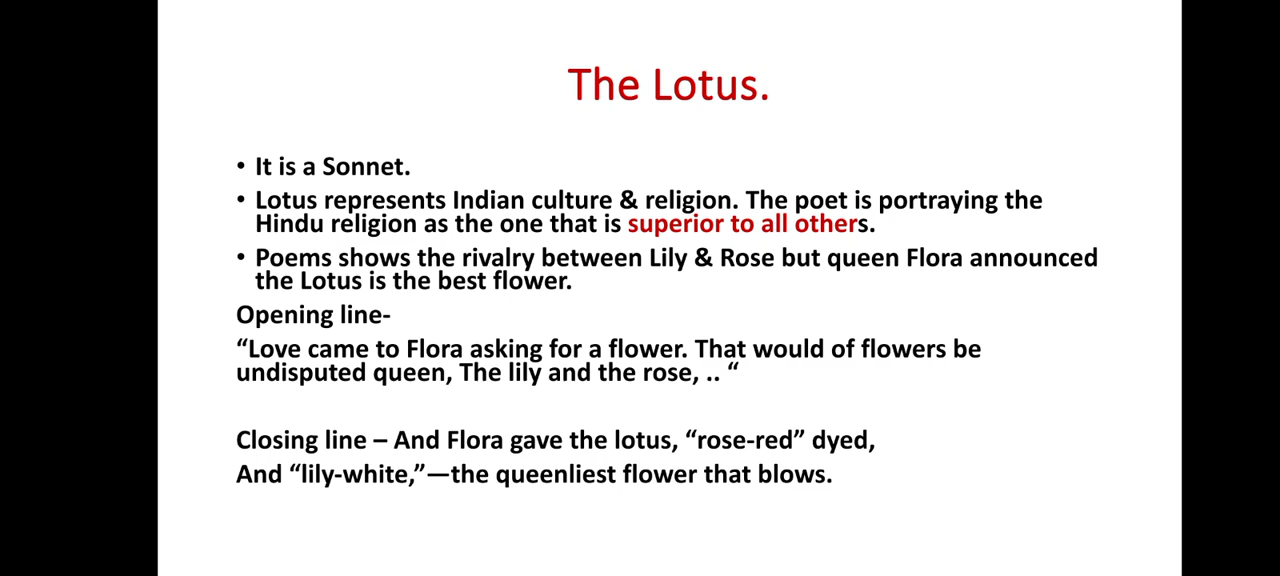 The Lotus.
• It is a Sonnet.
• Lotus represents Indian culture & religion. The poet is portraying the
Hindu religion as the one that is superior to all others.
• Poems shows the rivalry between Lily & Rose but queen Flora announced
the Lotus is the best flower.
Opening line-
“Love came to Flora asking for a flower. That would of flowers be
undisputed queen, The lily and the rose, .. “
Closing line – And Flora gave the lotus, “rose-red” dyed,
And “lily-white,”—the queenliest flower that blows.